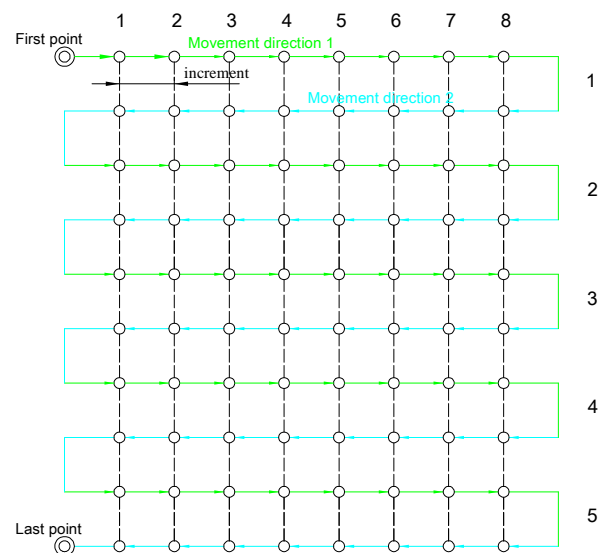 1 2 3 4 5 6 7 8
First point
Movement direction 1
increment
1
Movement direction 2
2
3
4
5
Last point